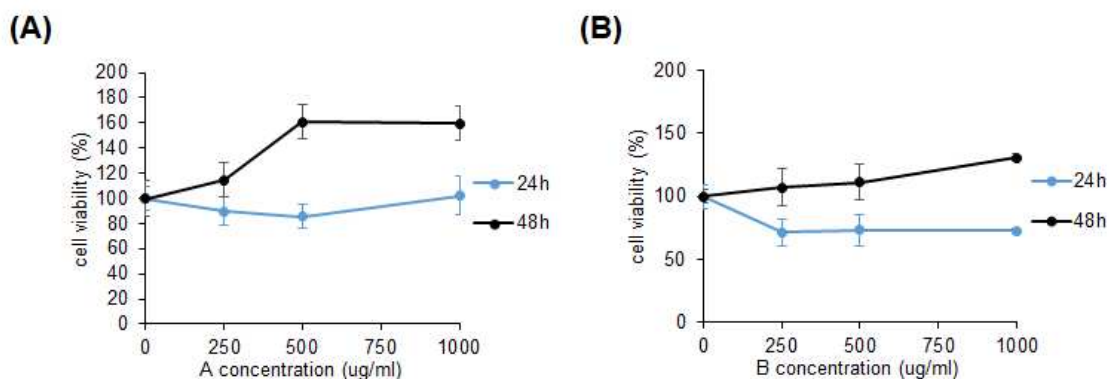 (A)
cell viability (%)
200
180
160
140
120
100
80
60
40
20
0
0 250 500 750 1000
A concentration (ug/ml)
24h
48h
(B)
cell viability (%)
200
150
100
50
0
0 250 500 750 1000
B concentration (ug/ml)
24h
48h